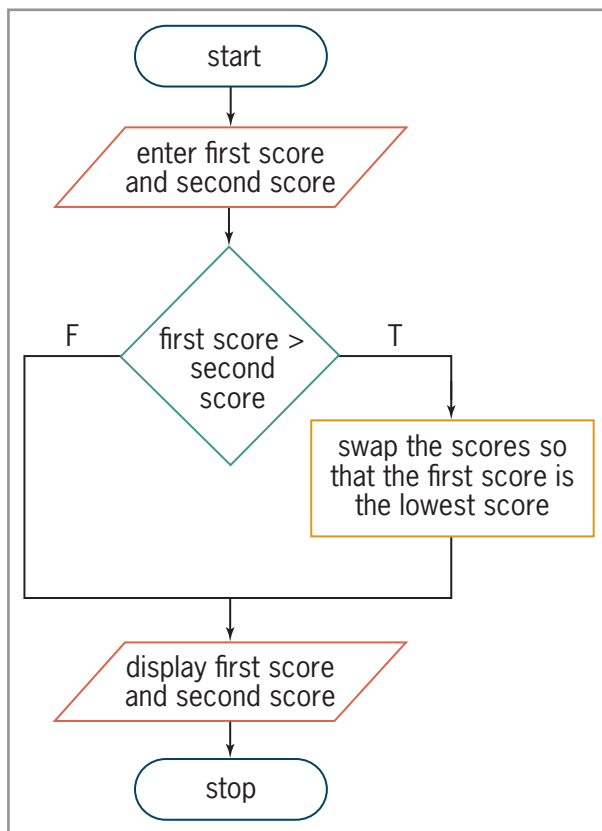 start
enter first score
and second score
F
first score >
second
score
T
swap the scores so
that the first score is
the lowest score
display first score
and second score
stop